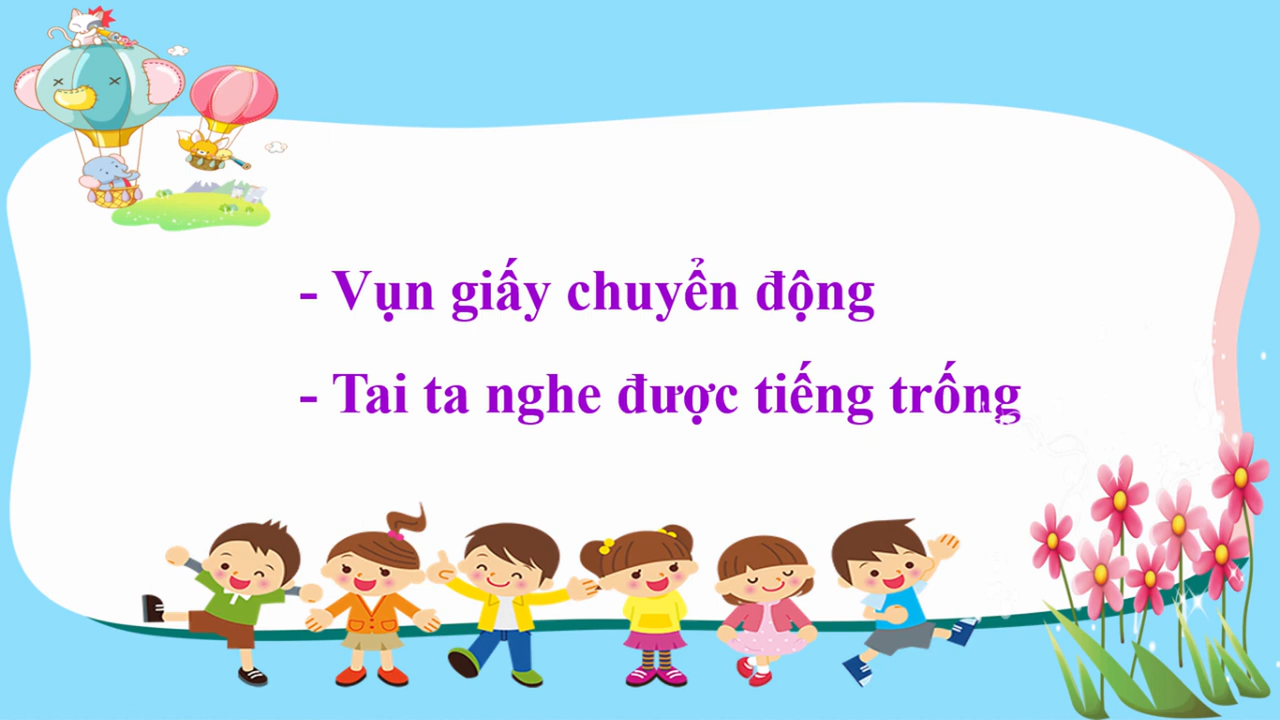 - Vụn giấy chuyển động
- Tai ta nghe được tiếng trống